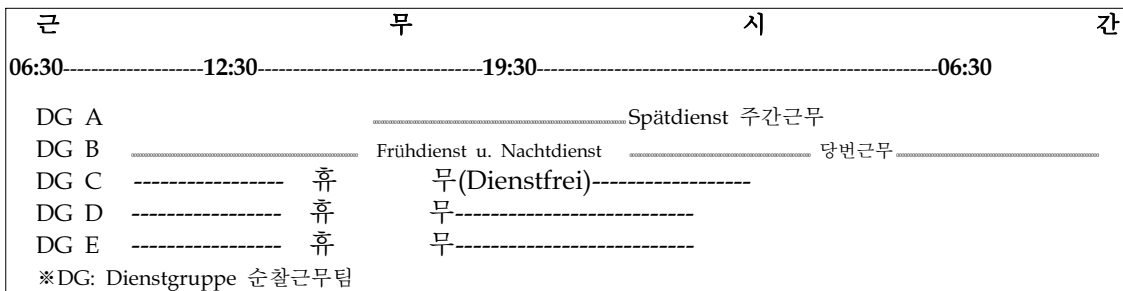 근 무 시 간
06:30--------------------12:30--------------------------------19:30---------------------------------------------------------06:30
DG A Spätdienst 주간근무
DG B Frühdienst u. Nachtdienst 당번근무
DG C ----------------- 휴 무(Dienstfrei)------------------
DG D ----------------- 휴 무---------------------------
DG E ----------------- 휴 무---------------------------
※DG: Dienstgruppe 순찰근무팀